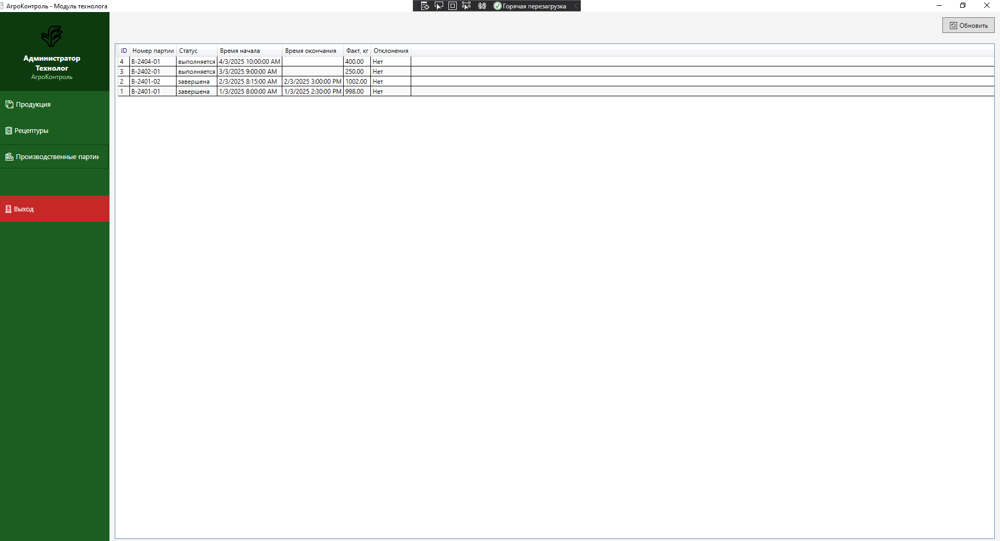 АгроКонтроль - Модуль технолога
Горячая перезагрузка
Обновить
Администратор
Технолог
АгроКонтроль
Продукция
Рецептуры
Производственные партии
Выход
ID Номер партии Статус Время начала Время окончания Факт, кг Отклонения
4 B-2404-01 выполняется 4/3/2025 10:00:00 AM 400.00 Нет
3 B-2402-01 выполняется 3/3/2025 9:00:00 AM 250.00 Нет
2 B-2401-02 завершена 2/3/2025 8:15:00 AM 2/3/2025 3:00:00 PM 1002.00 Нет
1 B-2401-01 завершена 1/3/2025 8:00:00 AM 1/3/2025 2:30:00 PM 998.00 Нет